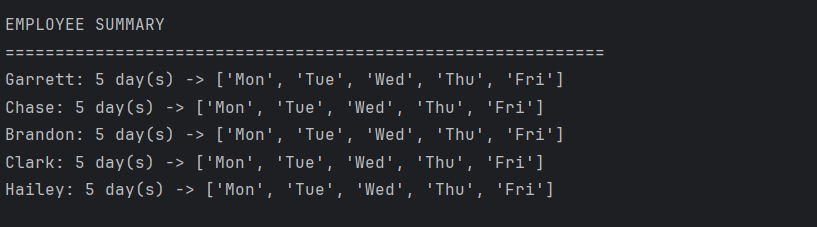 EMPLOYEE SUMMARY
============================================================
Garrett: 5 day(s) -> ['Mon', 'Tue', 'Wed', 'Thu', 'Fri']
Chase: 5 day(s) -> ['Mon', 'Tue', 'Wed', 'Thu', 'Fri']
Brandon: 5 day(s) -> ['Mon', 'Tue', 'Wed', 'Thu', 'Fri']
Clark: 5 day(s) -> ['Mon', 'Tue', 'Wed', 'Thu', 'Fri']
Hailey: 5 day(s) -> ['Mon', 'Tue', 'Wed', 'Thu', 'Fri']